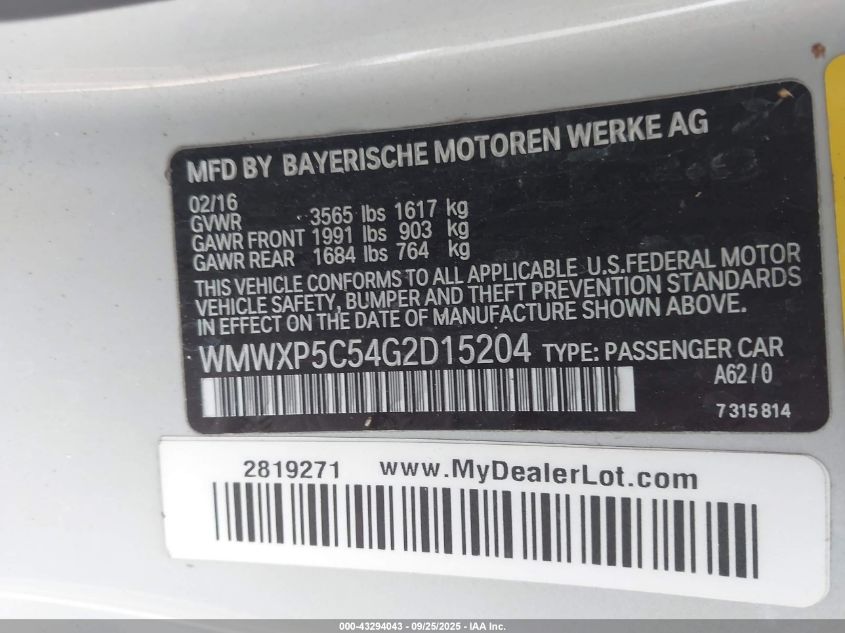 MFD BY BAYERISCHE MOTOREN WERKE AG
02/16
GVWR 3565 lbs 1617 kg
GAWR FRONT 1991 lbs 903 kg
GAWR REAR 1684 lbs 764 kg
THIS VEHICLE CONFORMS TO ALL APPLICABLE U.S.FEDERAL MOTOR
VEHICLE SAFETY, BUMPER AND THEFT PREVENTION STANDARDS
IN EFFECT ON THE DATE OF MANUFACTURE SHOWN ABOVE.
WMWXP5C54G2D15204 TYPE: PASSENGER CAR
A62/0
7315814
2819271 www.MyDealerLot.com
000-43294043 - 09/25/2025 - IAA Inc.